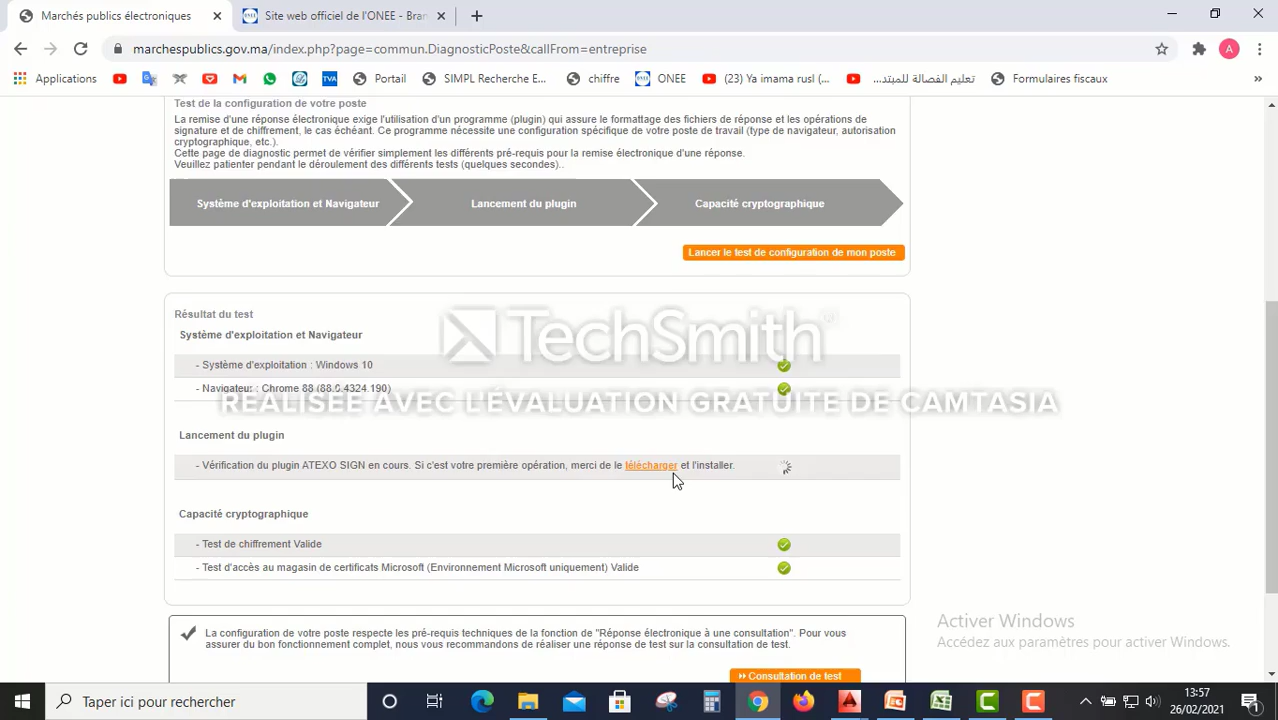 Marchés publics électroniques
Site web officiel de l'ONEE - Bran
marchespublics.gov.ma/index.php?page=commun.DiagnosticPoste&callFrom=entreprise
A
Applications
TVA
Portail
SIMPL Recherche E...
chiffre
ONEE
(23) Ya imama rusl (...
تعليم الفصالة للمبتد...
Formulaires fiscaux
»
Test de la configuration de votre poste
La remise d'une réponse électronique exige l'utilisation d'un programme (plugin) qui assure le formattage des fichiers de réponse et les opérations de
signature et de chiffrement, le cas échéant. Ce programme nécessite une configuration spécifique de votre poste de travail (type de navigateur, autorisation
cryptographique, etc.).
Cette page de diagnostic permet de vérifier simplement les différents pré-requis pour la remise électronique d'une réponse.
Veuillez patienter pendant le déroulement des différents tests (quelques secondes)..
Système d'exploitation et Navigateur
Lancement du plugin
Capacité cryptographique
Lancer le test de configuration de mon poste
Résultat du test
Système d'exploitation et Navigateur
TechSmith®
- Système d'exploitation : Windows 10
- Navigateur : Chrome 88 (88.0.4324.190)
RÉALISÉE AVEC L'ÉVALUATION GRATUITE DE CAMTASIA
Lancement du plugin
- Vérification du plugin ATEXO SIGN en cours. Si c'est votre première opération, merci de le télécharger et l'installer.
Capacité cryptographique
- Test de chiffrement Valide
- Test d'accès au magasin de certificats Microsoft (Environnement Microsoft uniquement) Valide
La configuration de votre poste respecte les pré-requis techniques de la fonction de "Réponse électronique à une consultation". Pour vous
assurer du bon fonctionnement complet, nous vous recommandons de réaliser une réponse de test sur la consultation de test.
Consultation de test
Activer Windows
Accédez aux paramètres pour activer Windows.
Taper ici pour rechercher
13:57
26/02/2021
1